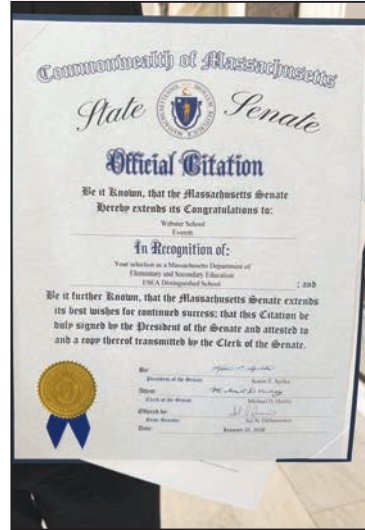 Commonwealth of Massachusetts
State Senate
Official Citation
Be it Known, that the Massachusetts Senate
Hereby extends its Congratulations to:
Webster School
Everett
In Recognition of:
Your selection as a Massachusetts Department of
Elementary and Secondary Education
ESEA Distinguished School ; and
Be it further Known, that the Massachusetts Senate extends
its best wishes for continued success; that this Citation be
duly signed by the President of the Senate and attested to
and a copy thereof transmitted by the Clerk of the Senate.
By:
President of the Senate Karen E. Spilka
Attest:
Clerk of the Senate Michael D. Hurley
Offered by:
State Senator Sal N. DiDomenico
Date: